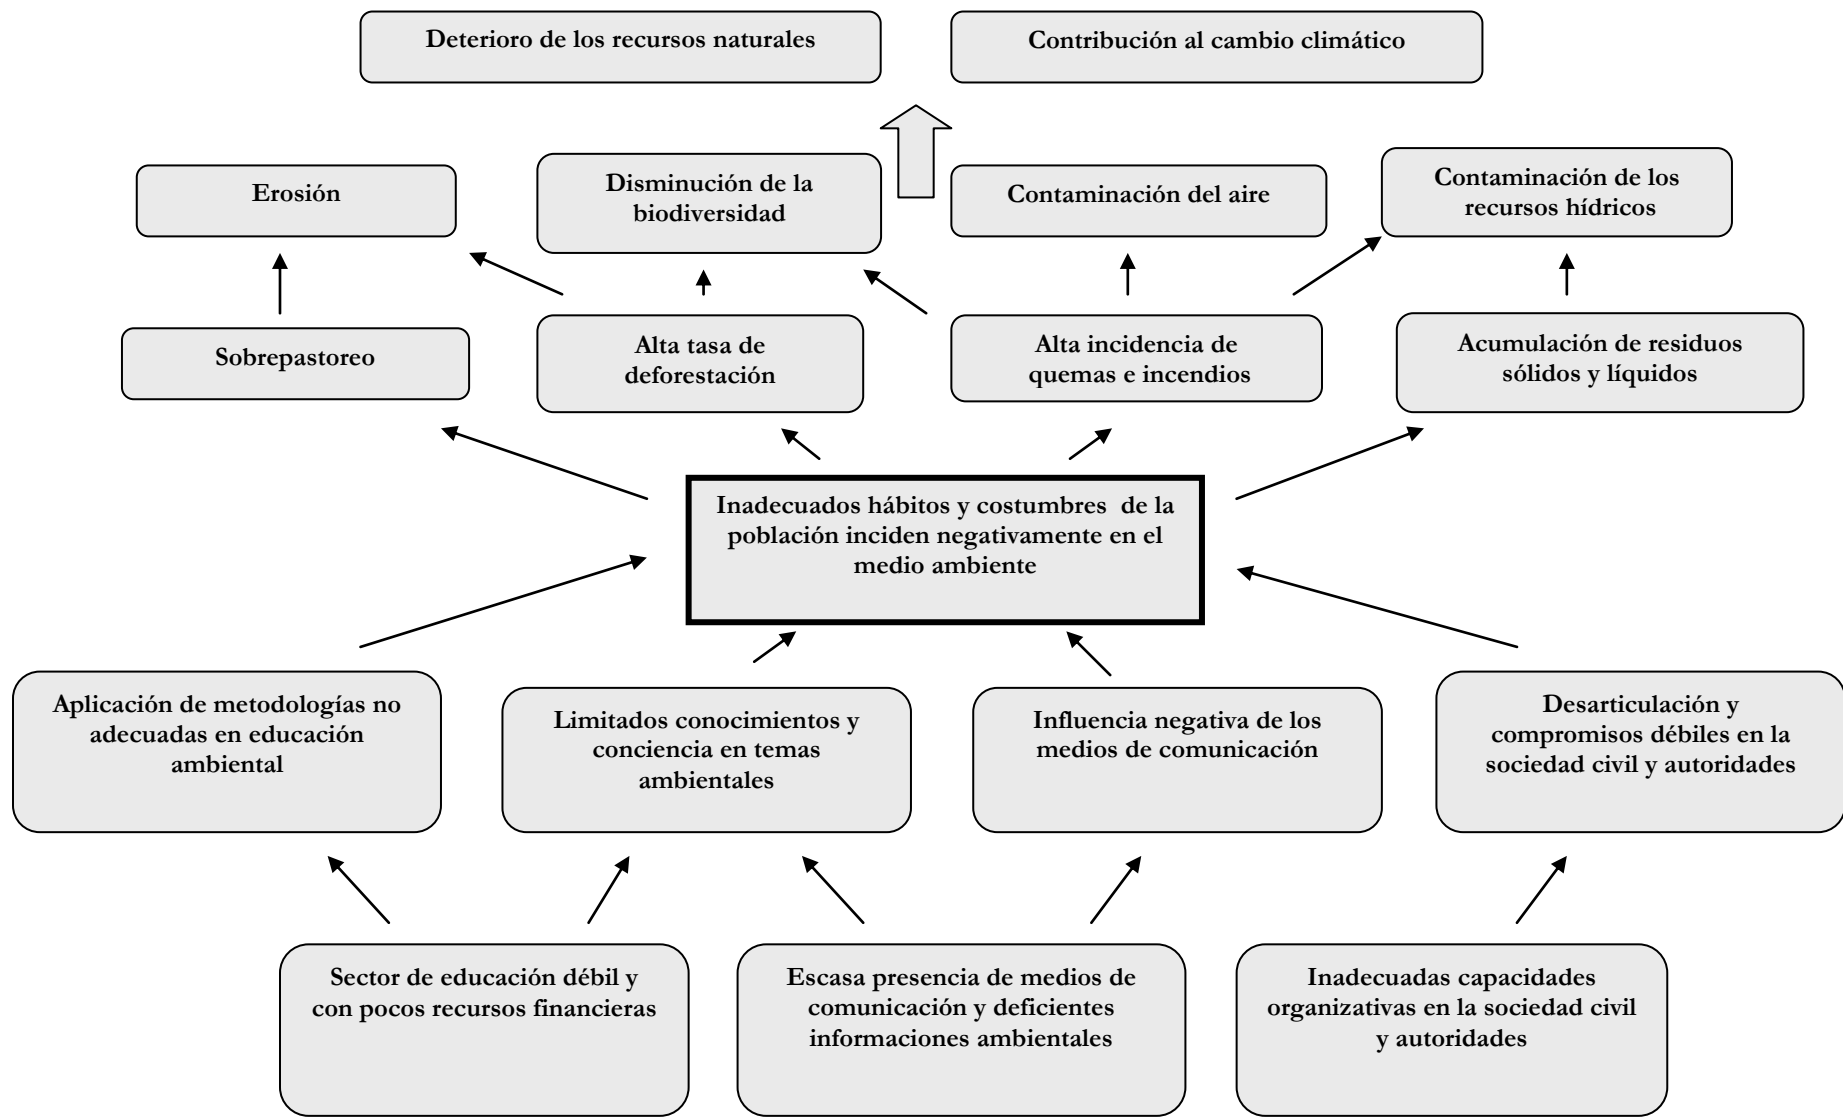 Deterioro de los recursos naturales
Contribución al cambio climático
Erosión
Disminución de la
biodiversidad
Contaminación del aire
Contaminación de los
recursos hídricos
Sobrepastoreo
Alta tasa de
deforestación
Alta incidencia de
quemas e incendios
Acumulación de residuos
sólidos y líquidos
Inadecuados hábitos y costumbres  de la
población inciden negativamente en el
medio ambiente
Aplicación de metodologías no
adecuadas en educación
ambiental
Limitados conocimientos y
conciencia en temas
ambientales
Influencia negativa de los
medios de comunicación
Desarticulación y
compromisos débiles en la
sociedad civil y autoridades
Sector de educación débil y
con pocos recursos financieras
Escasa presencia de medios de
comunicación y deficientes
informaciones ambientales
Inadecuadas capacidades
organizativas en la sociedad civil
y autoridades